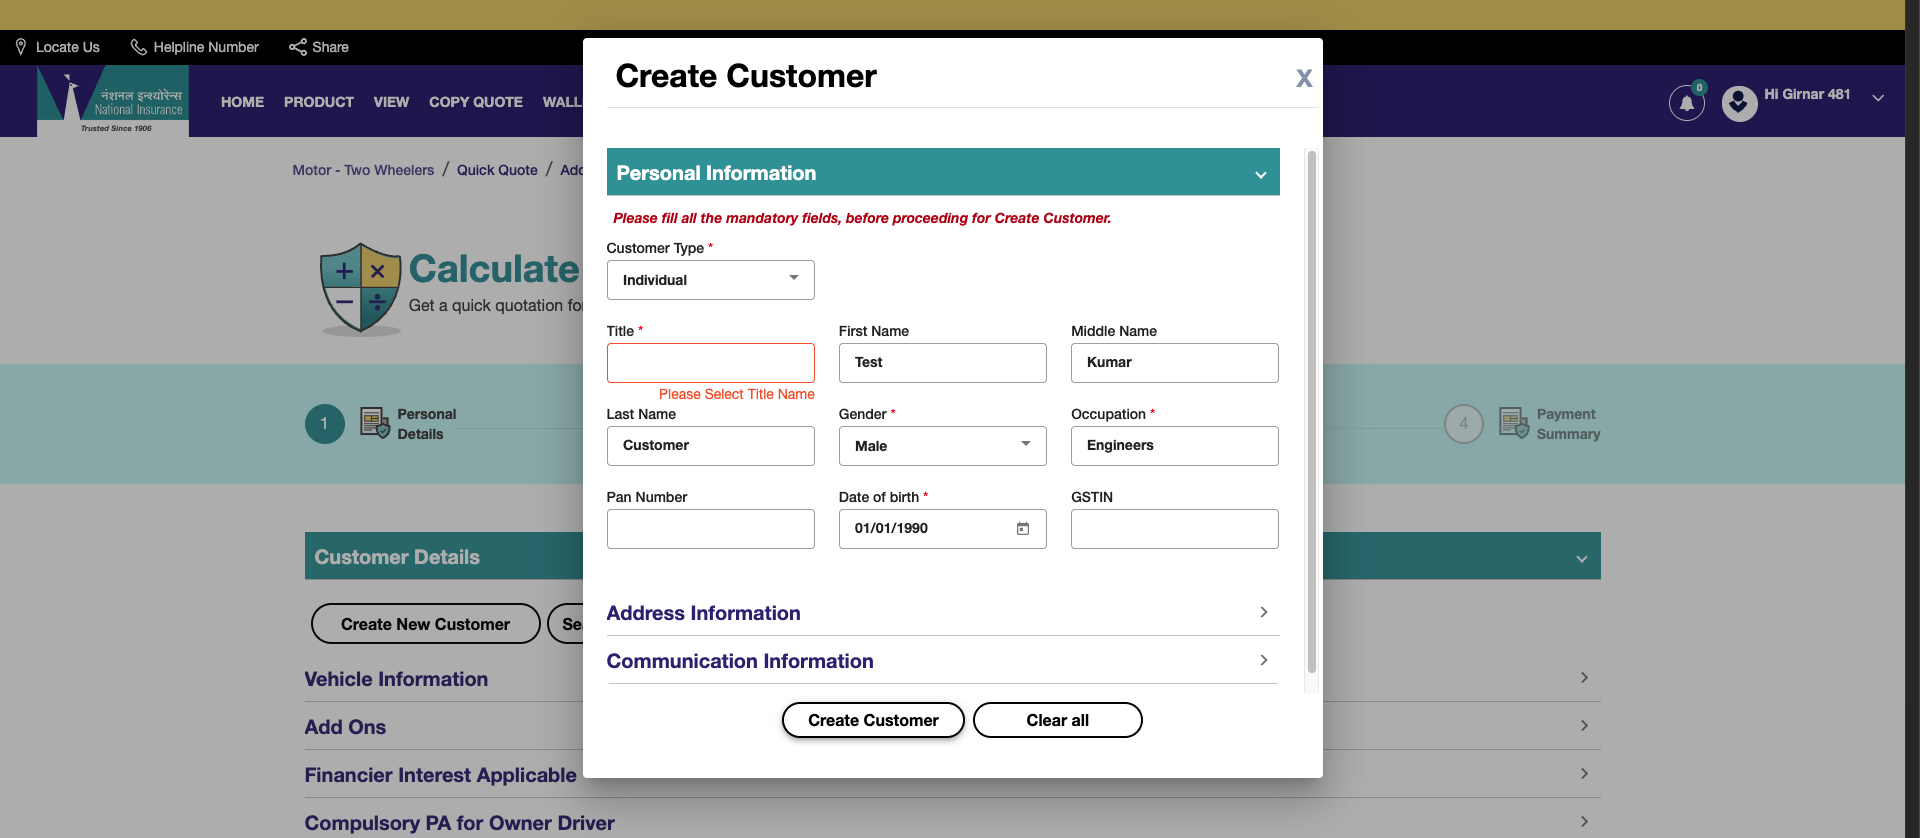 Locate Us
Helpline Number
Share
नेशनल इन्श्योरेन्स
National Insurance
Trusted Since 1906
HOME
PRODUCT
VIEW
COPY QUOTE
WALL
0
Hi Girnar 481
Motor - Two Wheelers / Quick Quote / Add
Calculate
Get a quick quotation for
1
Personal
Details
4
Payment
Summary
Customer Details
Create New Customer
Se
Vehicle Information
Add Ons
Financier Interest Applicable
Compulsory PA for Owner Driver
Create Customer
X
Personal Information
Please fill all the mandatory fields, before proceeding for Create Customer.
Customer Type *
Individual
Title *
First Name
Middle Name
Test
Kumar
Please Select Title Name
Last Name
Gender *
Occupation *
Customer
Male
Engineers
Pan Number
Date of birth *
GSTIN
01/01/1990
Address Information
Communication Information
Create Customer
Clear all